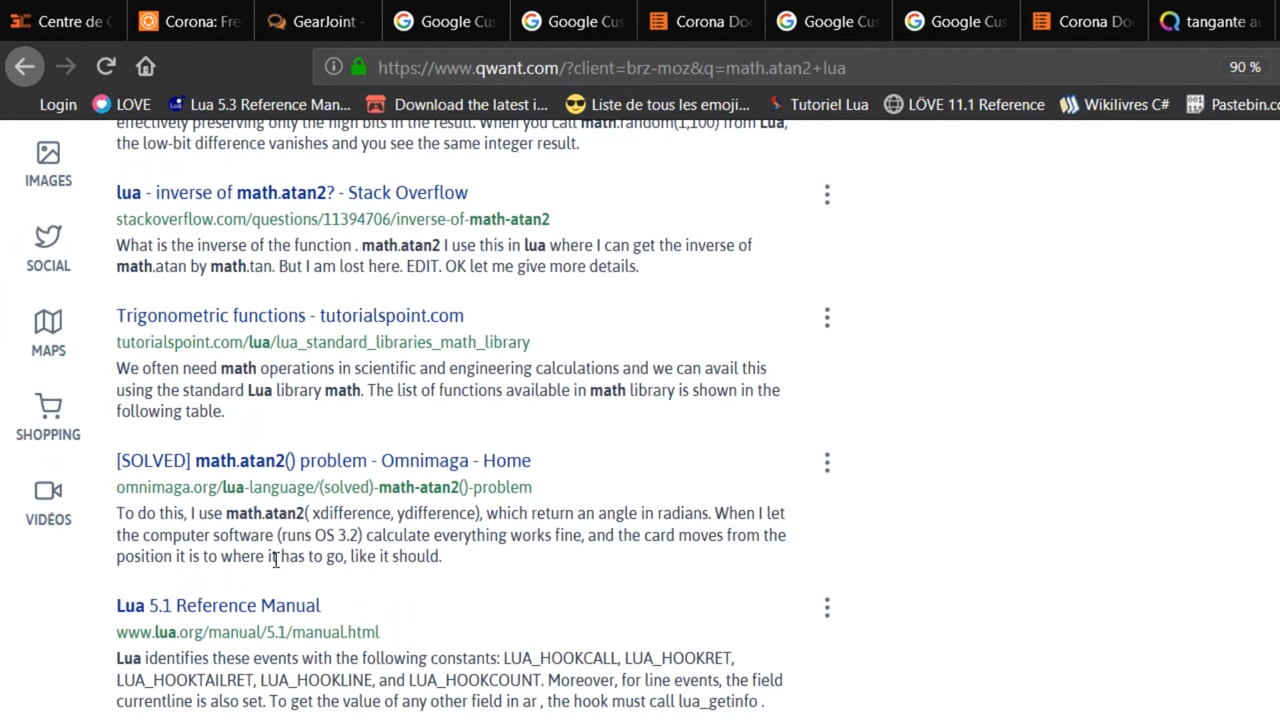 Centre de C
Corona: Fre
GearJoint -
Google Cus
Google Cus
Corona Doc
Google Cus
Google Cus
Corona Doc
tangante au
https://www.qwant.com/?client=brz-moz&q=math.atan2+lua
90 %
Login
LOVE
Lua 5.3 Reference Man...
Download the latest i...
Liste de tous les emoji...
Tutoriel Lua
LÖVE 11.1 Reference
Wikilivres C#
Pastebin.co
effectively preserving only the high bits in the result. When you call math.random(1,100) from Lua,
the low-bit difference vanishes and you see the same integer result.
IMAGES
lua - inverse of math.atan2? - Stack Overflow
stackoverflow.com/questions/11394706/inverse-of-math-atan2
What is the inverse of the function . math.atan2 I use this in lua where I can get the inverse of
math.atan by math.tan. But I am lost here. EDIT. OK let me give more details.
SOCIAL
Trigonometric functions - tutorialspoint.com
tutorialspoint.com/lua/lua_standard_libraries_math_library
MAPS
We often need math operations in scientific and engineering calculations and we can avail this
using the standard Lua library math. The list of functions available in math library is shown in the
following table.
SHOPPING
[SOLVED] math.atan2() problem - Omnimaga - Home
omnimaga.org/lua-language/(solved)-math-atan2()-problem
VIDÉOS
To do this, I use math.atan2( xdifference, ydifference), which return an angle in radians. When I let
the computer software (runs OS 3.2) calculate everything works fine, and the card moves from the
position it is to where it has to go, like it should.
Lua 5.1 Reference Manual
www.lua.org/manual/5.1/manual.html
Lua identifies these events with the following constants: LUA_HOOKCALL, LUA_HOOKRET,
LUA_HOOKTAILRET, LUA_HOOKLINE, and LUA_HOOKCOUNT. Moreover, for line events, the field
currentline is also set. To get the value of any other field in ar , the hook must call lua_getinfo .